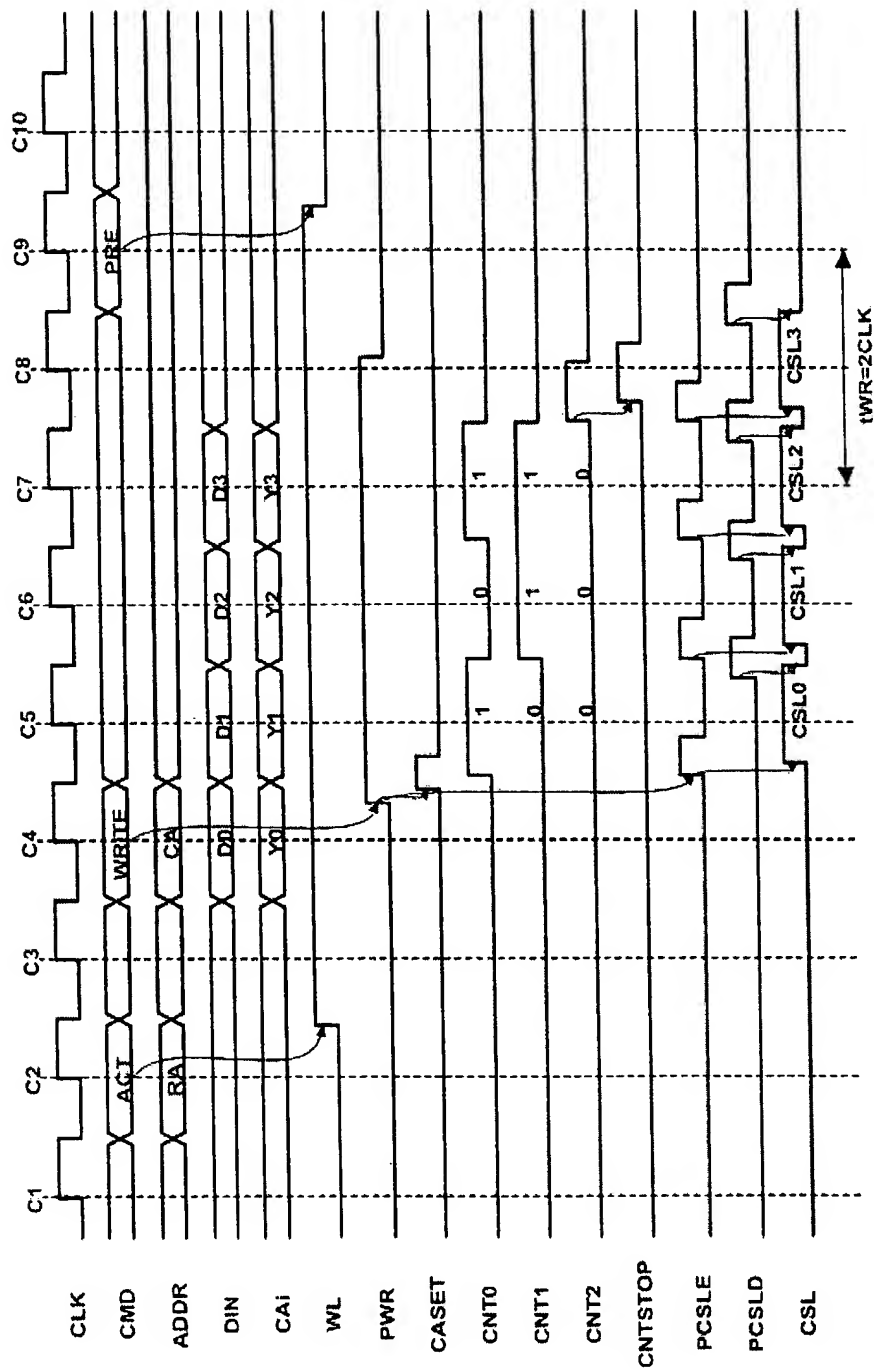 C1 C2 C3 C4 C5 C6 C7 C8 C9 C10
CLK
CMD ACT WRITE PRE
ADDR RA CA
DIN D0 D1 D2 D3
CAi Y0 Y1 Y2 Y3
WL
PWR
CASET
CNT0 1 0 1
CNT1 0 1 1
CNT2 0 0 0
CNTSTOP
PCSLE
PCSLD
CSL CSL0 CSL1 CSL2 CSL3
tWR=2CLK